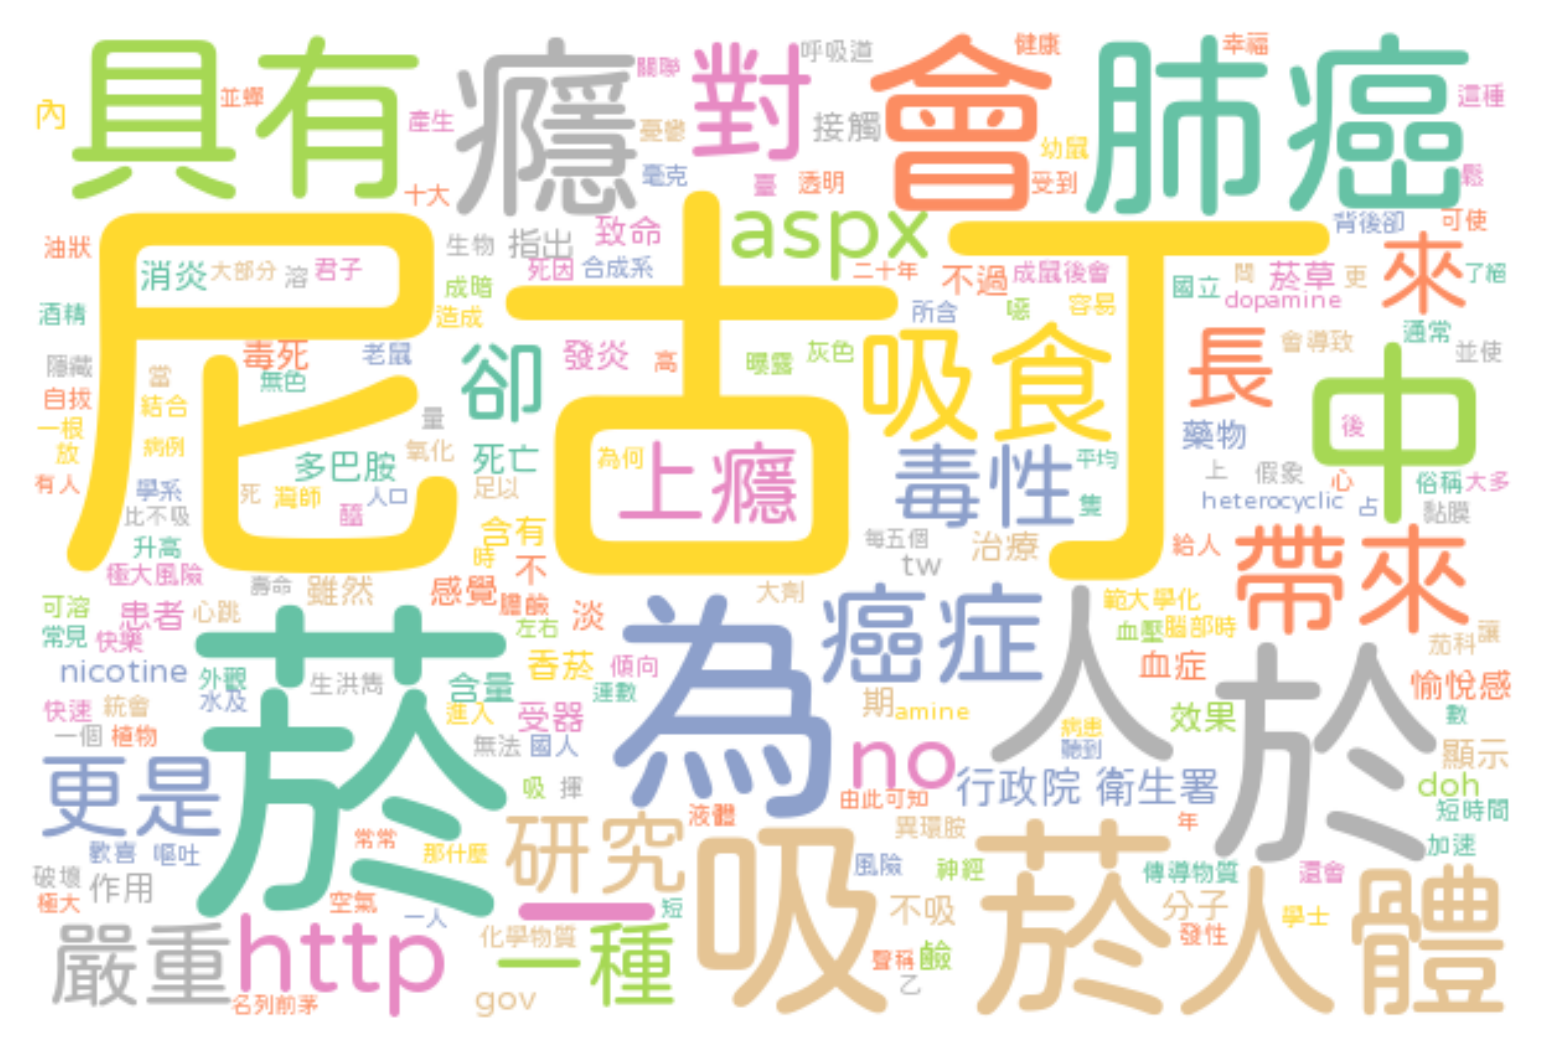 具有
癮
對
會
肺癌
關聯
呼吸道
健康
幸福
這種
內
並蟬
產生
憂鬱
接觸
幼鼠
十大
毫克
臺
透明
受到
鬆
尼古丁
aspx
油狀
生物
指出
致命
背後卻
可使
消炎
大部分
溶
君子
死因
合成系
二十年
不過
成鼠後會
國立
悶
菸草
更
來
了絕
成暗
dopamine
酒精
造成
所含
噁
容易
通常
隱藏
毒死
老鼠
卻
發炎
高
曝露
灰色
吸食
長
會導致
並使
當
無色
自拔
結合
量
中
一根
放
病例
多巴胺
氧化
死亡
為何
上癮
毒性
平均
藥物
後
有人
學系
死
灣師
人口
足以
上
假象
心
俗稱
大多
比不吸
醯
隻
heterocyclic
占
黏膜
升高
含有
時
每五個
tw
治療
給人
帶來
極大風險
壽命
雖然
感覺
不
膽鹼
大劑
癌症
範大學化
可溶
患者
心跳
淡
人
常見
快樂
菸
左右
為
血壓
腦部時
茄科
讓
nicotine
外觀
生洪雋
含量
香菸
傾向
血症
於
愉悅感
水及
運數
快速
統會
進入
受器
期
amine
效果
數
一個
植物
無法
國人
no
病患
聽到
顯示
更是
吸
揮
由此可知
行政院
衛生署
doh
短時間
液體
年
歡喜
嘔吐
常常
那什麼
研究
異環胺
加速
破壞
作用
吸菸
風險
神經
傳導物質
還會
極大
空氣
一人
一
短
不吸
分子
人體
學士
嚴重
http
化學物質
一種
聲稱
鹼
發性
名列前茅
gov
乙